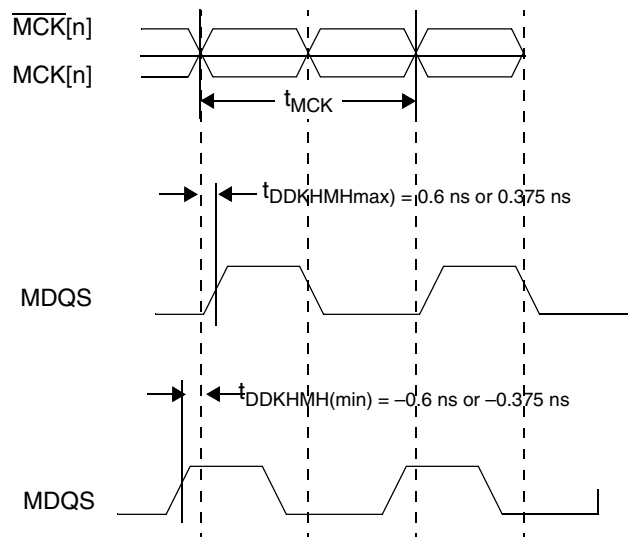 MCK[n]
MCK[n]
tMCK
tDDKHMHmax) = 0.6 ns or 0.375 ns
MDQS
tDDKHMH(min) = –0.6 ns or –0.375 ns
MDQS